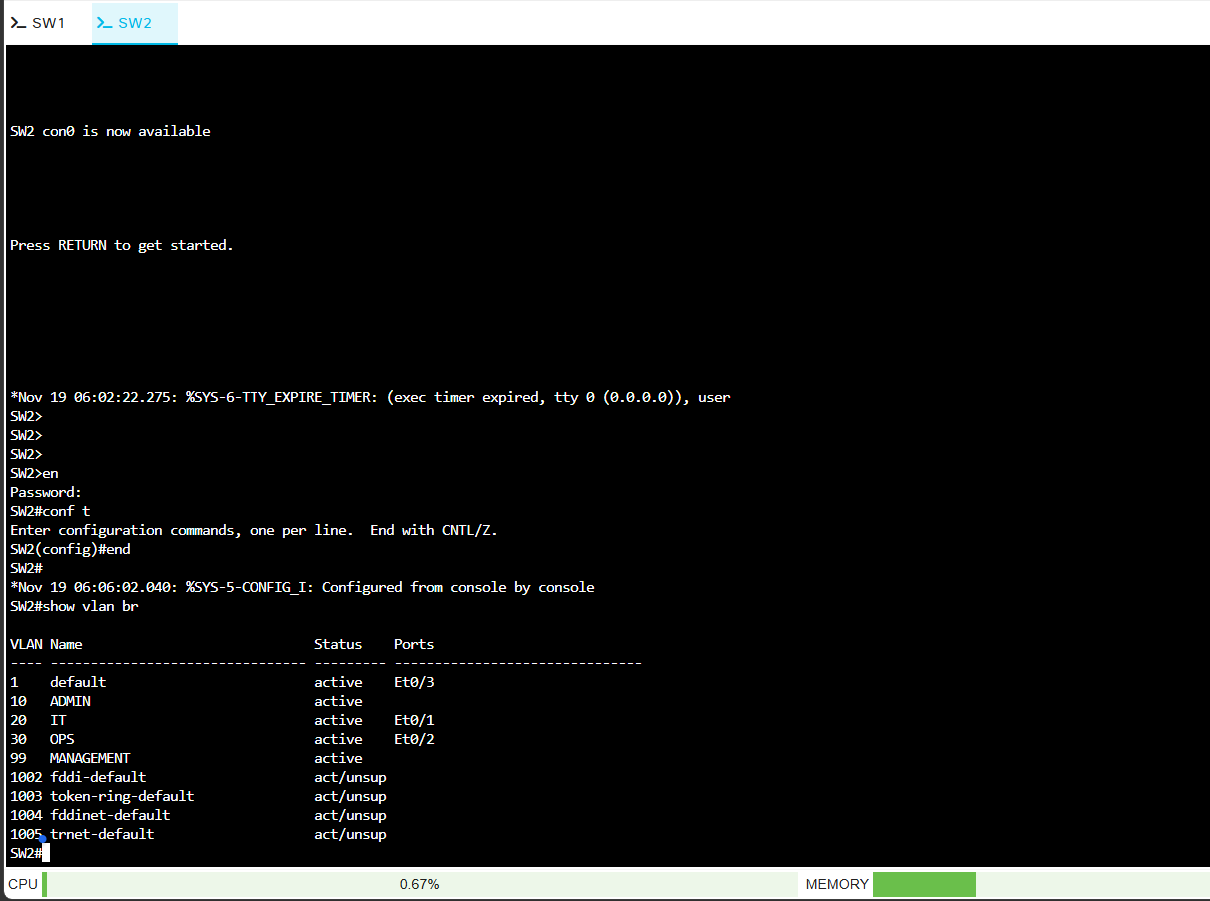 >_ SW1 >_ SW2
SW2 con0 is now available
Press RETURN to get started.
*Nov 19 06:02:22.275: %SYS-6-TTY_EXPIRE_TIMER: (exec timer expired, tty 0 (0.0.0.0)), user
SW2>
SW2>
SW2>
SW2>en
Password:
SW2#conf t
Enter configuration commands, one per line.  End with CNTL/Z.
SW2(config)#end
SW2#
*Nov 19 06:06:02.040: %SYS-5-CONFIG_I: Configured from console by console
SW2#show vlan br
VLAN Name                             Status    Ports
---- -------------------------------- --------- -------------------------------
1    default                          active    Et0/3
10   ADMIN                            active
20   IT                               active    Et0/1
30   OPS                              active    Et0/2
99   MANAGEMENT                       active
1002 fddi-default                     act/unsup
1003 token-ring-default               act/unsup
1004 fddinet-default                  act/unsup
1005 trnet-default                    act/unsup
SW2#
CPU 0.67% MEMORY